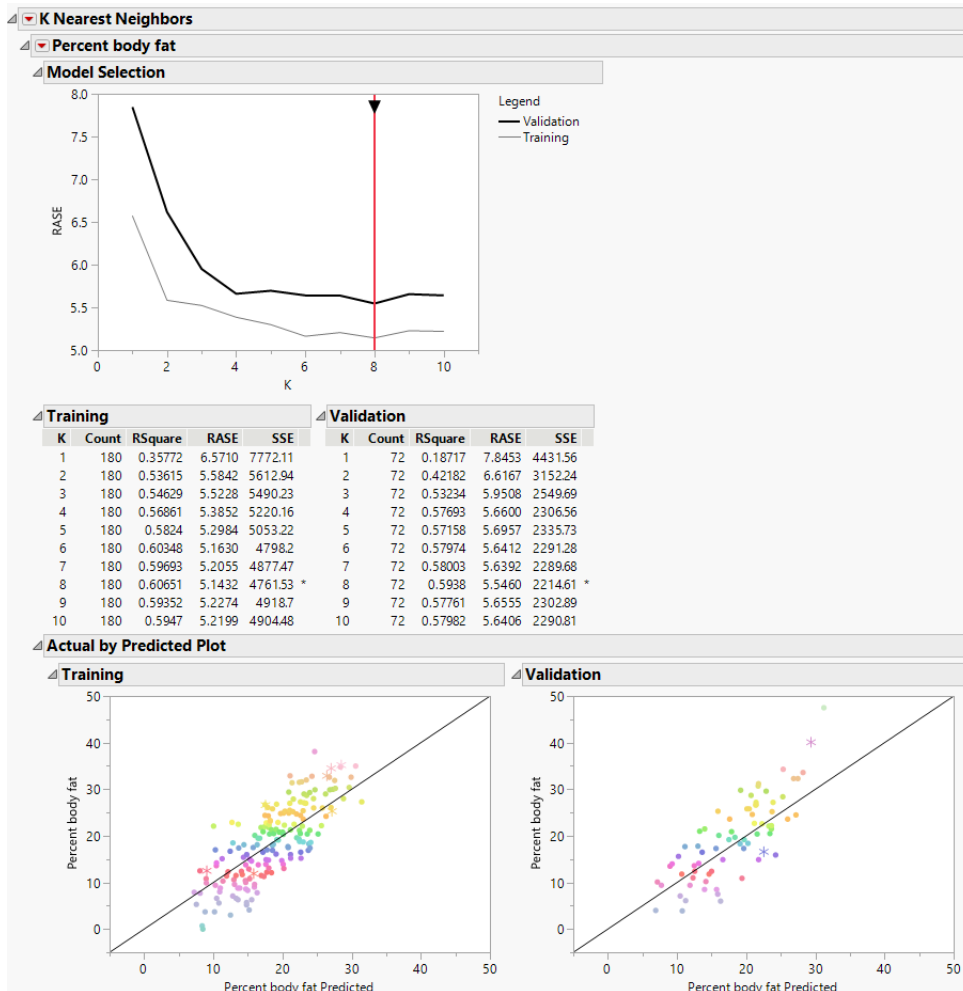 K Nearest Neighbors
Percent body fat
Model Selection
8.0
7.5
7.0
6.5
6.0
5.5
5.0
RASE
0 2 4 6 8 10
K
Legend
Validation
Training
Training
K Count RSquare RASE SSE
1 180 0.35772 6.5710 7772.11
2 180 0.53615 5.5842 5612.94
3 180 0.54629 5.5228 5490.23
4 180 0.56861 5.3852 5220.16
5 180 0.5824 5.2984 5053.22
6 180 0.60348 5.1630 4798.2
7 180 0.59693 5.2055 4877.47
8 180 0.60651 5.1432 4761.53 *
9 180 0.59352 5.2274 4918.7
10 180 0.5947 5.2199 4904.48
Validation
K Count RSquare RASE SSE
1 72 0.18717 7.8453 4431.56
2 72 0.42182 6.6167 3152.24
3 72 0.53234 5.9508 2549.69
4 72 0.57693 5.6600 2306.56
5 72 0.57158 5.6957 2335.73
6 72 0.57974 5.6412 2291.28
7 72 0.58003 5.6392 2289.68
8 72 0.5938 5.5460 2214.61 *
9 72 0.57761 5.6555 2302.89
10 72 0.57982 5.6406 2290.81
Actual by Predicted Plot
Training
50
40
30
20
10
0
Percent body fat
0 10 20 30 40 50
Percent body fat Predicted
Validation
50
40
30
20
10
0
Percent body fat
0 10 20 30 40 50
Percent body fat Predicted